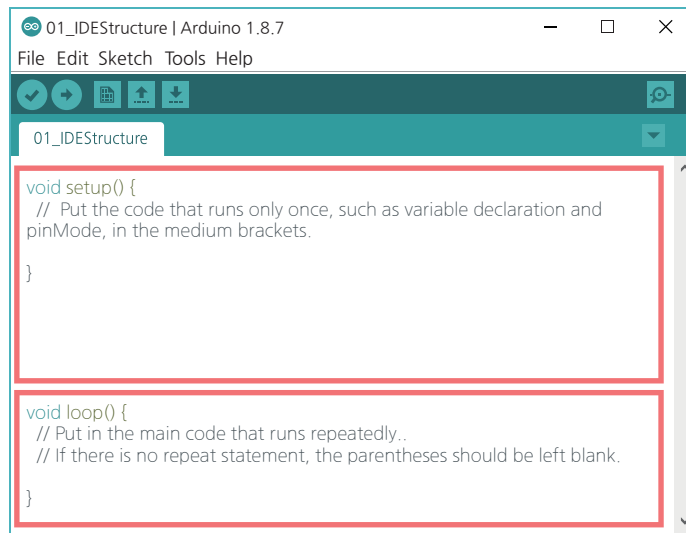 01_IDEStructure | Arduino 1.8.7
File Edit Sketch Tools Help
01_IDEStructure
void setup() {
// Put the code that runs only once, such as variable declaration and
pinMode, in the medium brackets.
}
void loop() {
// Put in the main code that runs repeatedly..
// If there is no repeat statement, the parentheses should be left blank.
}